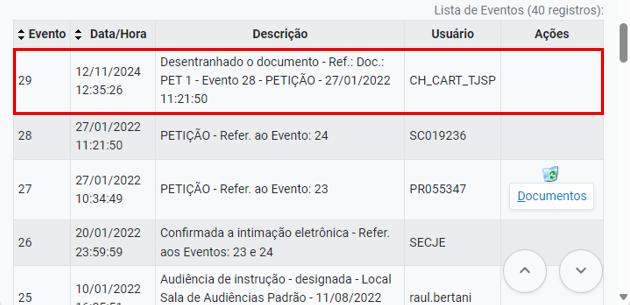 Lista de Eventos (40 registros):
Evento Data/Hora Descrição Usuário Ações
29 12/11/2024 12:35:26 Desentranhado o documento - Ref.: Doc.:
PET 1 - Evento 28 - PETIÇÃO - 27/01/2022
11:21:50 CH_CART_TJSP
28 27/01/2022
11:21:50 PETIÇÃO - Refer. ao Evento: 24 SC019236
27 27/01/2022
10:34:49 PETIÇÃO - Refer. ao Evento: 23 PR055347
Documentos
26 20/01/2022
23:59:59 Confirmada a intimação eletrônica - Refer.
aos Eventos: 23 e 24 SECJE
25 10/01/2022
Audiência de instrução - designada - Local
Sala de Audiências Padrão - 11/08/2022 raul.bertani